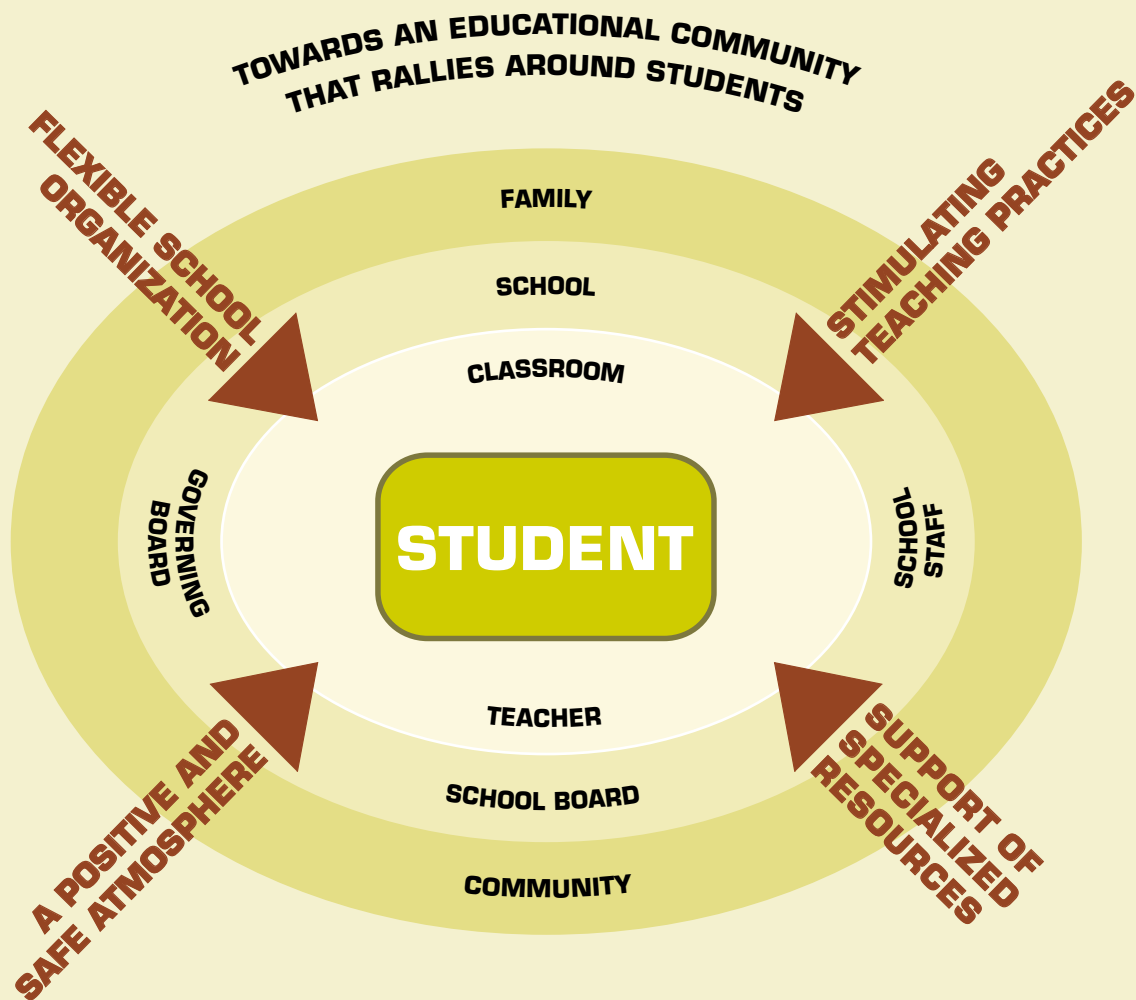 TOWARDS AN EDUCATIONAL COMMUNITY
THAT RALLIES AROUND STUDENTS
FLEXIBLE SCHOOL
ORGANIZATION
STIMULATING
TEACHING PRACTICES
FAMILY
SCHOOL
CLASSROOM
GOVERNING
BOARD
STUDENT
SCHOOL
STAFF
TEACHER
SCHOOL BOARD
COMMUNITY
A POSITIVE AND
SAFE ATMOSPHERE
SUPPORT OF
SPECIALIZED
RESOURCES